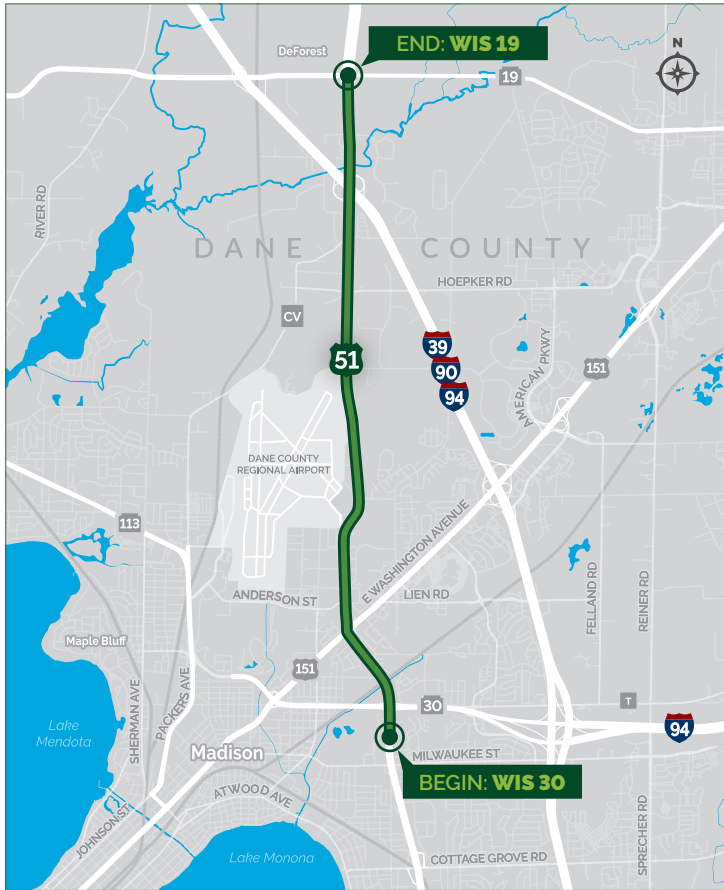 END: WIS 19
DeForest
N
19
RIVER RD
DANE COUNTY
HOEPKER RD
CV
51
39
90
94
AMERICAN PKWY
151
DANE COUNTY
REGIONAL AIRPORT
113
E WASHINGTON AVENUE
ANDERSON ST
LIEN RD
FELLAND RD
REINER RD
Maple Bluff
151
SHERMAN AVE
PACKERS AVE
30
T
94
Lake
Mendota
Madison
MILWAUKEE ST
BEGIN: WIS 30
ATWOOD AVE
JOHNSON ST
SPRECHER RD
Lake Monona
COTTAGE GROVE RD